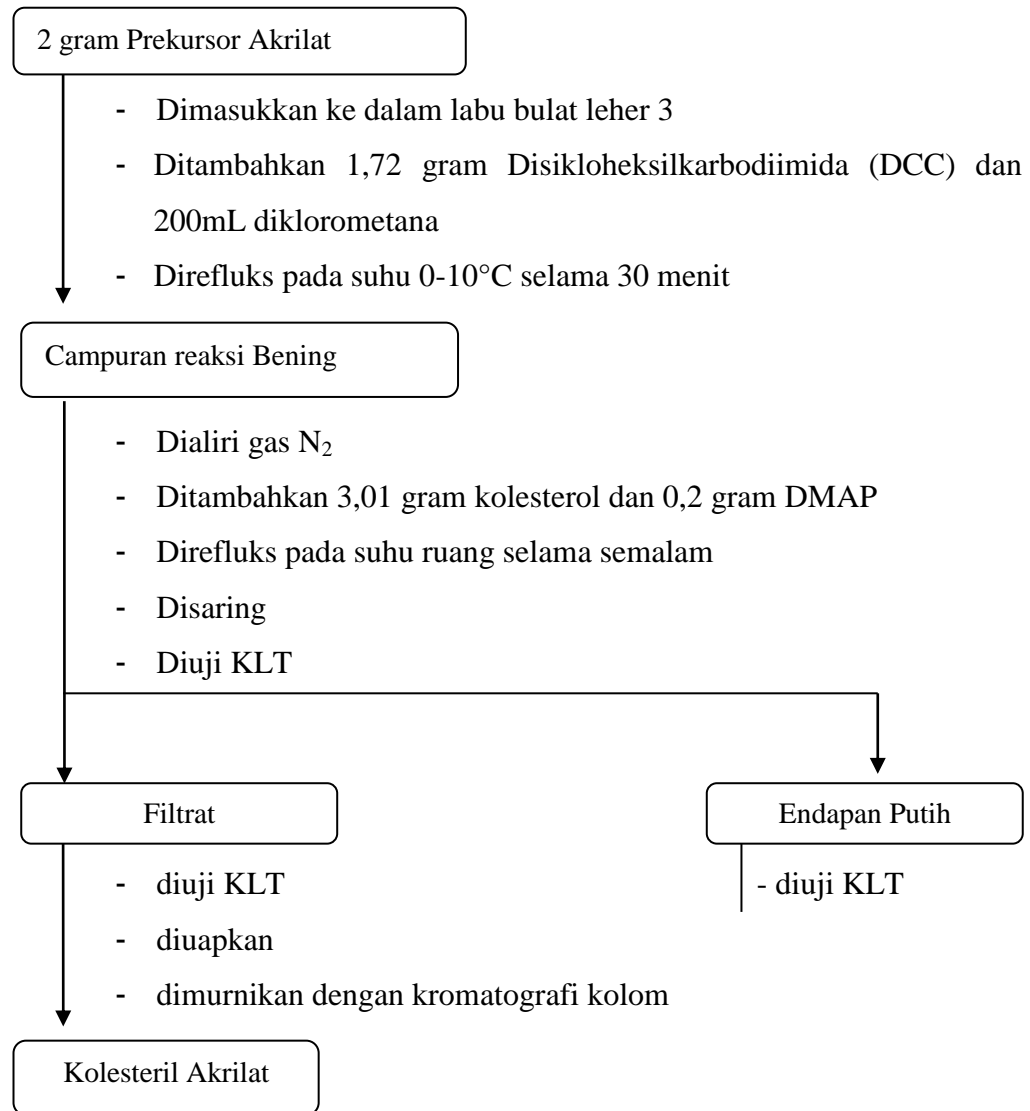 2 gram Prekursor Akrilat
- Dimasukkan ke dalam labu bulat leher 3
- Ditambahkan 1,72 gram Disikloheksilkarbodiimida (DCC) dan
200mL diklorometana
- Direfluks pada suhu 0-10°C selama 30 menit
Campuran reaksi Bening
- Dialiri gas N₂
- Ditambahkan 3,01 gram kolesterol dan 0,2 gram DMAP
- Direfluks pada suhu ruang selama semalam
- Disaring
- Diuji KLT
Filtrat
Endapan Putih
- diuji KLT
- diuapkan
- dimurnikan dengan kromatografi kolom
- diuji KLT
Kolesteril Akrilat